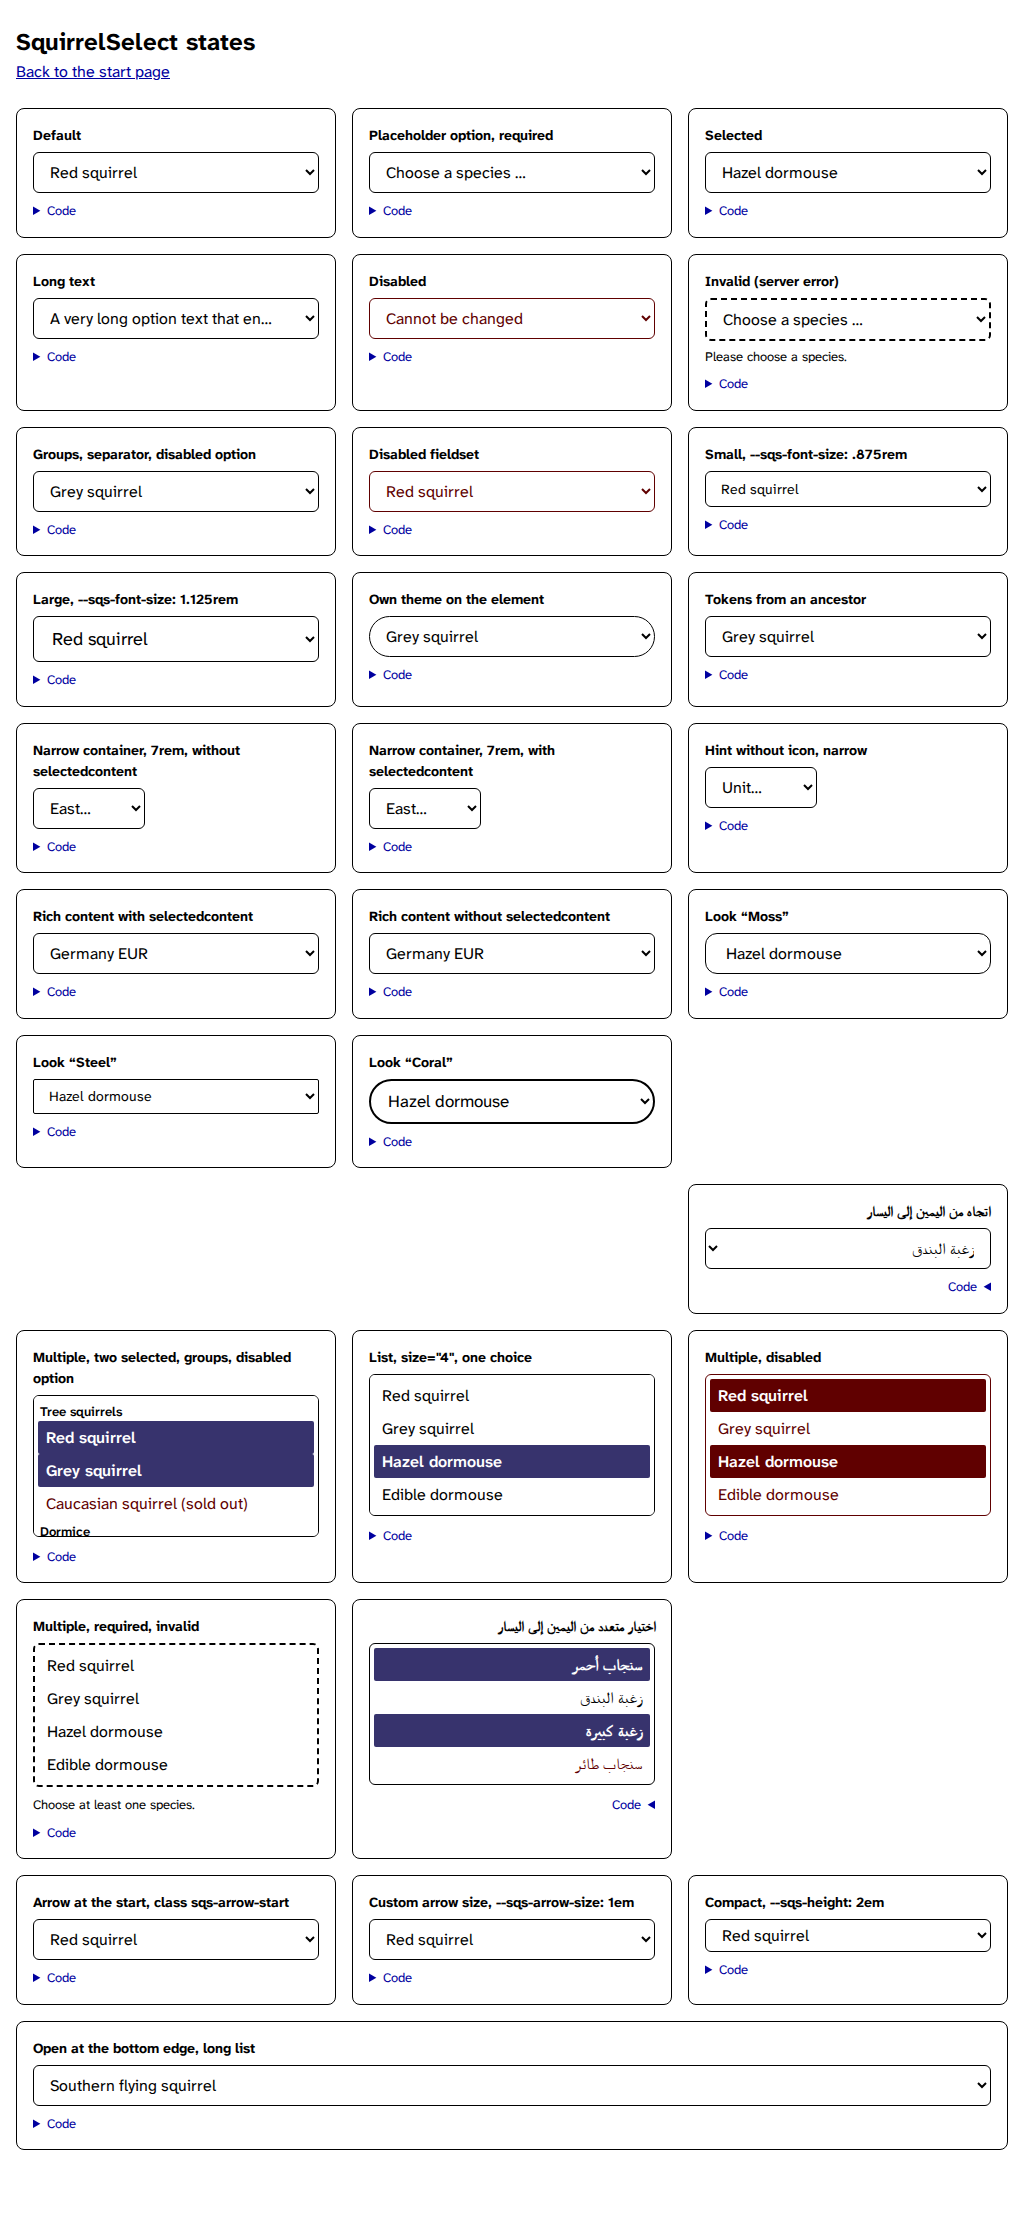 SquirrelSelect states
Back to the start page
Default
Red squirrel
Code
Placeholder option, required
Choose a species ...
Code
Selected
Hazel dormouse
Code
Long text
A very long option text that en...
Code
Disabled
Cannot be changed
Code
Invalid (server error)
Choose a species ...
Please choose a species.
Code
Groups, separator, disabled option
Grey squirrel
Code
Disabled fieldset
Red squirrel
Code
Small, --sqs-font-size: .875rem
Red squirrel
Code
Large, --sqs-font-size: 1.125rem
Red squirrel
Code
Own theme on the element
Grey squirrel
Code
Tokens from an ancestor
Grey squirrel
Code
Narrow container, 7rem, without
selectedcontent
East...
Code
Narrow container, 7rem, with
selectedcontent
East...
Code
Hint without icon, narrow
Unit...
Code
Rich content with selectedcontent
Germany EUR
Code
Rich content without selectedcontent
Germany EUR
Code
Look “Moss”
Hazel dormouse
Code
Look “Steel”
Hazel dormouse
Code
Look “Coral”
Hazel dormouse
Code
اتجاه من اليمين إلى اليسار
زغبة البندق
Code
Multiple, two selected, groups, disabled
option
Tree squirrels
Red squirrel
Grey squirrel
Caucasian squirrel (sold out)
Dormice
Code
List, size="4", one choice
Red squirrel
Grey squirrel
Hazel dormouse
Edible dormouse
Code
Multiple, disabled
Red squirrel
Grey squirrel
Hazel dormouse
Edible dormouse
Code
Multiple, required, invalid
Red squirrel
Grey squirrel
Hazel dormouse
Edible dormouse
Choose at least one species.
Code
اختيار متعدد من اليمين إلى اليسار
سنجاب أحمر
زغبة البندق
زغبة كبيرة
سنجاب طائر
Code
Arrow at the start, class sqs-arrow-start
Red squirrel
Code
Custom arrow size, --sqs-arrow-size: 1em
Red squirrel
Code
Compact, --sqs-height: 2em
Red squirrel
Code
Open at the bottom edge, long list
Southern flying squirrel
Code